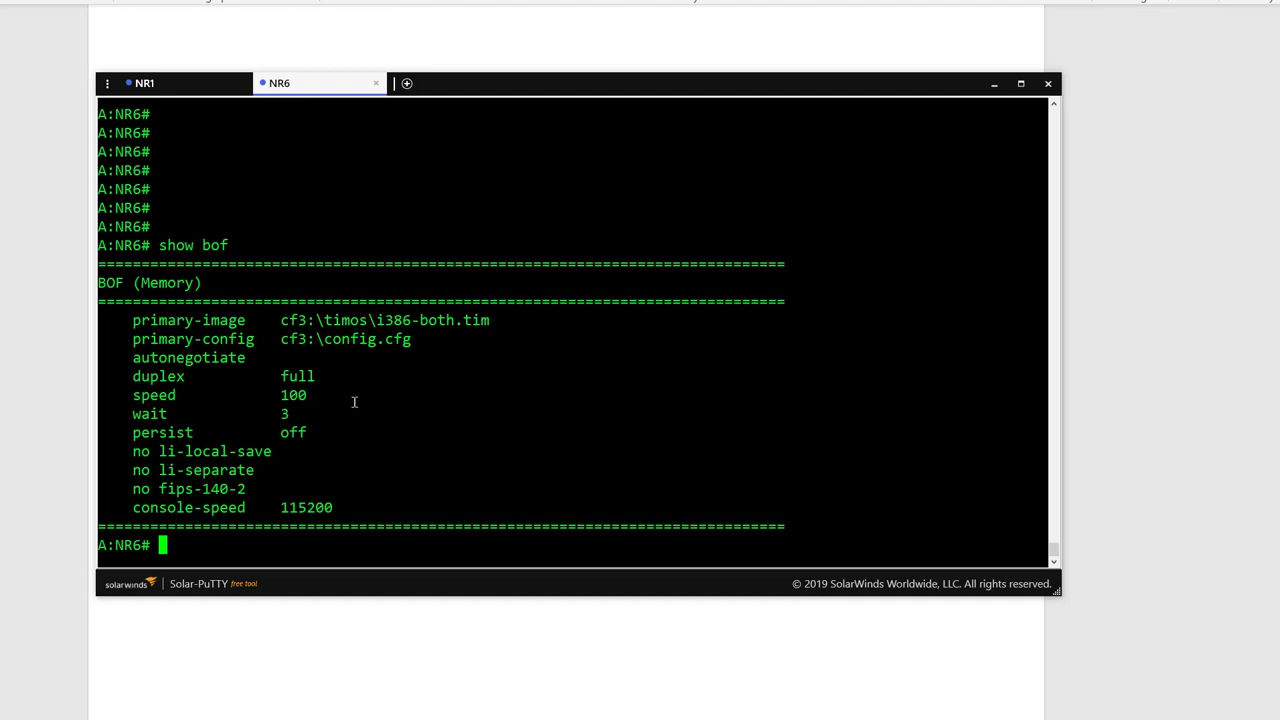 NR1 NR6
A:NR6#
A:NR6#
A:NR6#
A:NR6#
A:NR6#
A:NR6#
A:NR6#
A:NR6# show bof
===============================================================================
BOF (Memory)
===============================================================================
primary-image cf3:\timos\i386-both.tim
primary-config cf3:\config.cfg
autonegotiate
duplex full
speed 100
wait 3
persist off
no li-local-save
no li-separate
no fips-140-2
console-speed 115200
===============================================================================
A:NR6#
solarwinds | Solar-PuTTY free tool © 2019 SolarWinds Worldwide, LLC. All rights reserved.